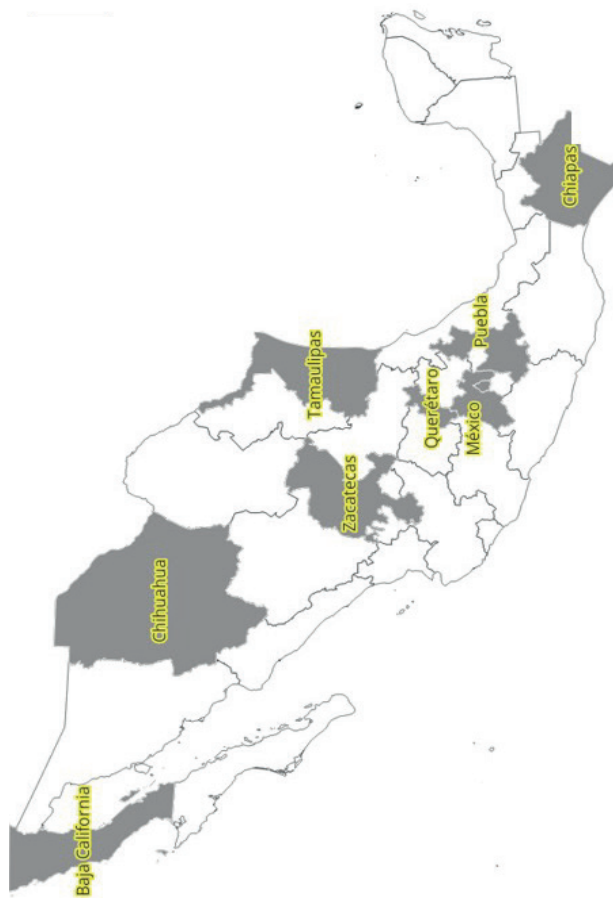 Baja California
Chihuahua
Zacatecas
Tamaulipas
Querétaro
México
Puebla
Chiapas